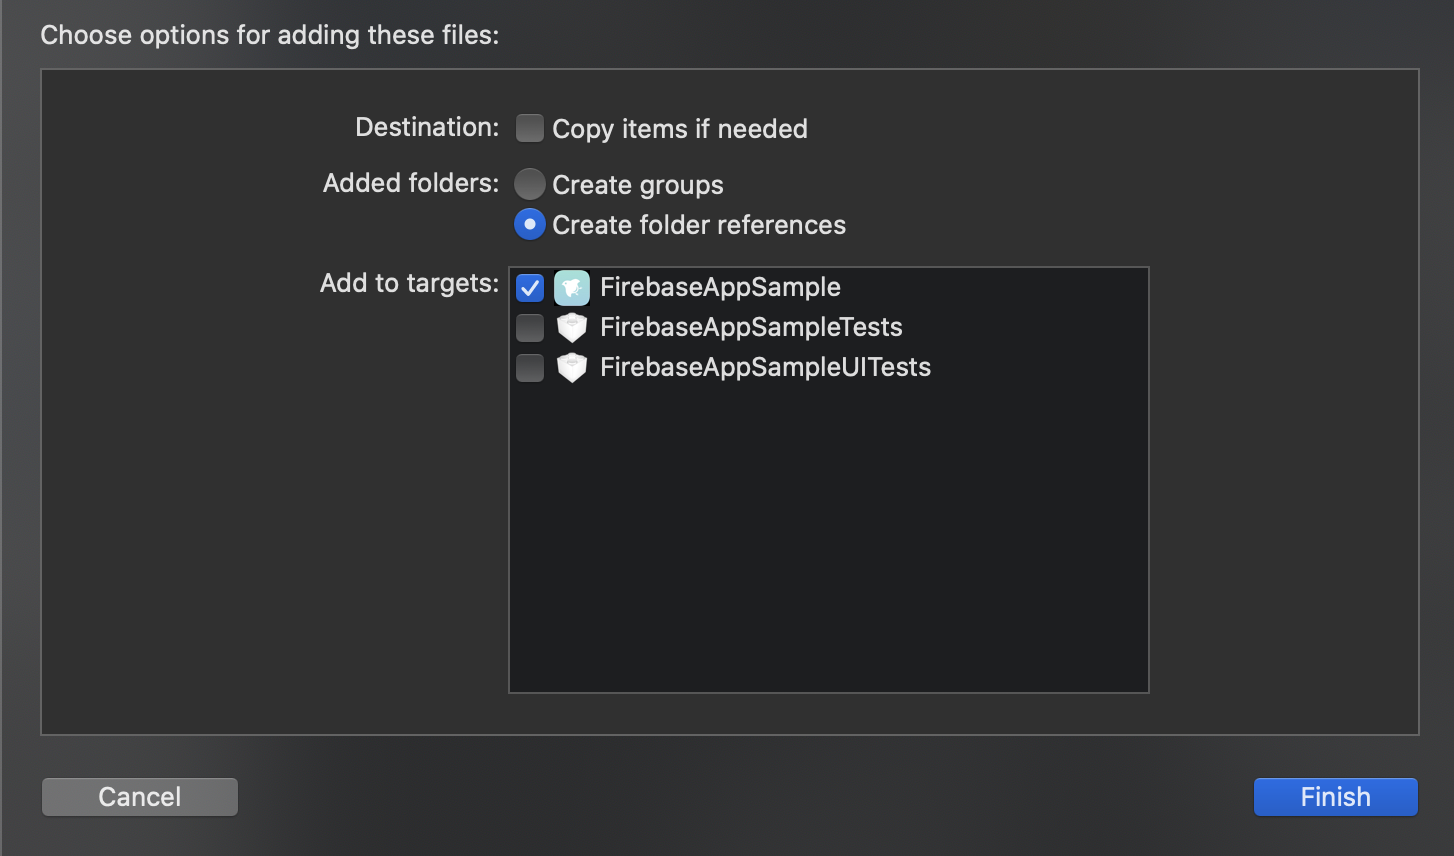 Choose options for adding these files:
Destination: Copy items if needed
Added folders: Create groups
Create folder references
Add to targets: FirebaseAppSample
FirebaseAppSampleTests
FirebaseAppSampleUITests
Cancel Finish